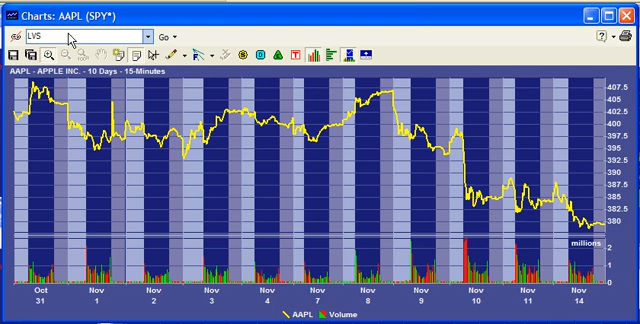 Charts: AAPL (SPY*)
LVS
Go
AAPL - APPLE INC. - 10 Days - 15-Minutes
407.5
405
402.5
400
397.5
395
392.5
390
387.5
385
382.5
380
millions
2
1
0
Oct Nov Nov Nov Nov Nov Nov Nov Nov Nov Nov
31 1 2 3 4 7 8 9 10 11 14
AAPL Volume